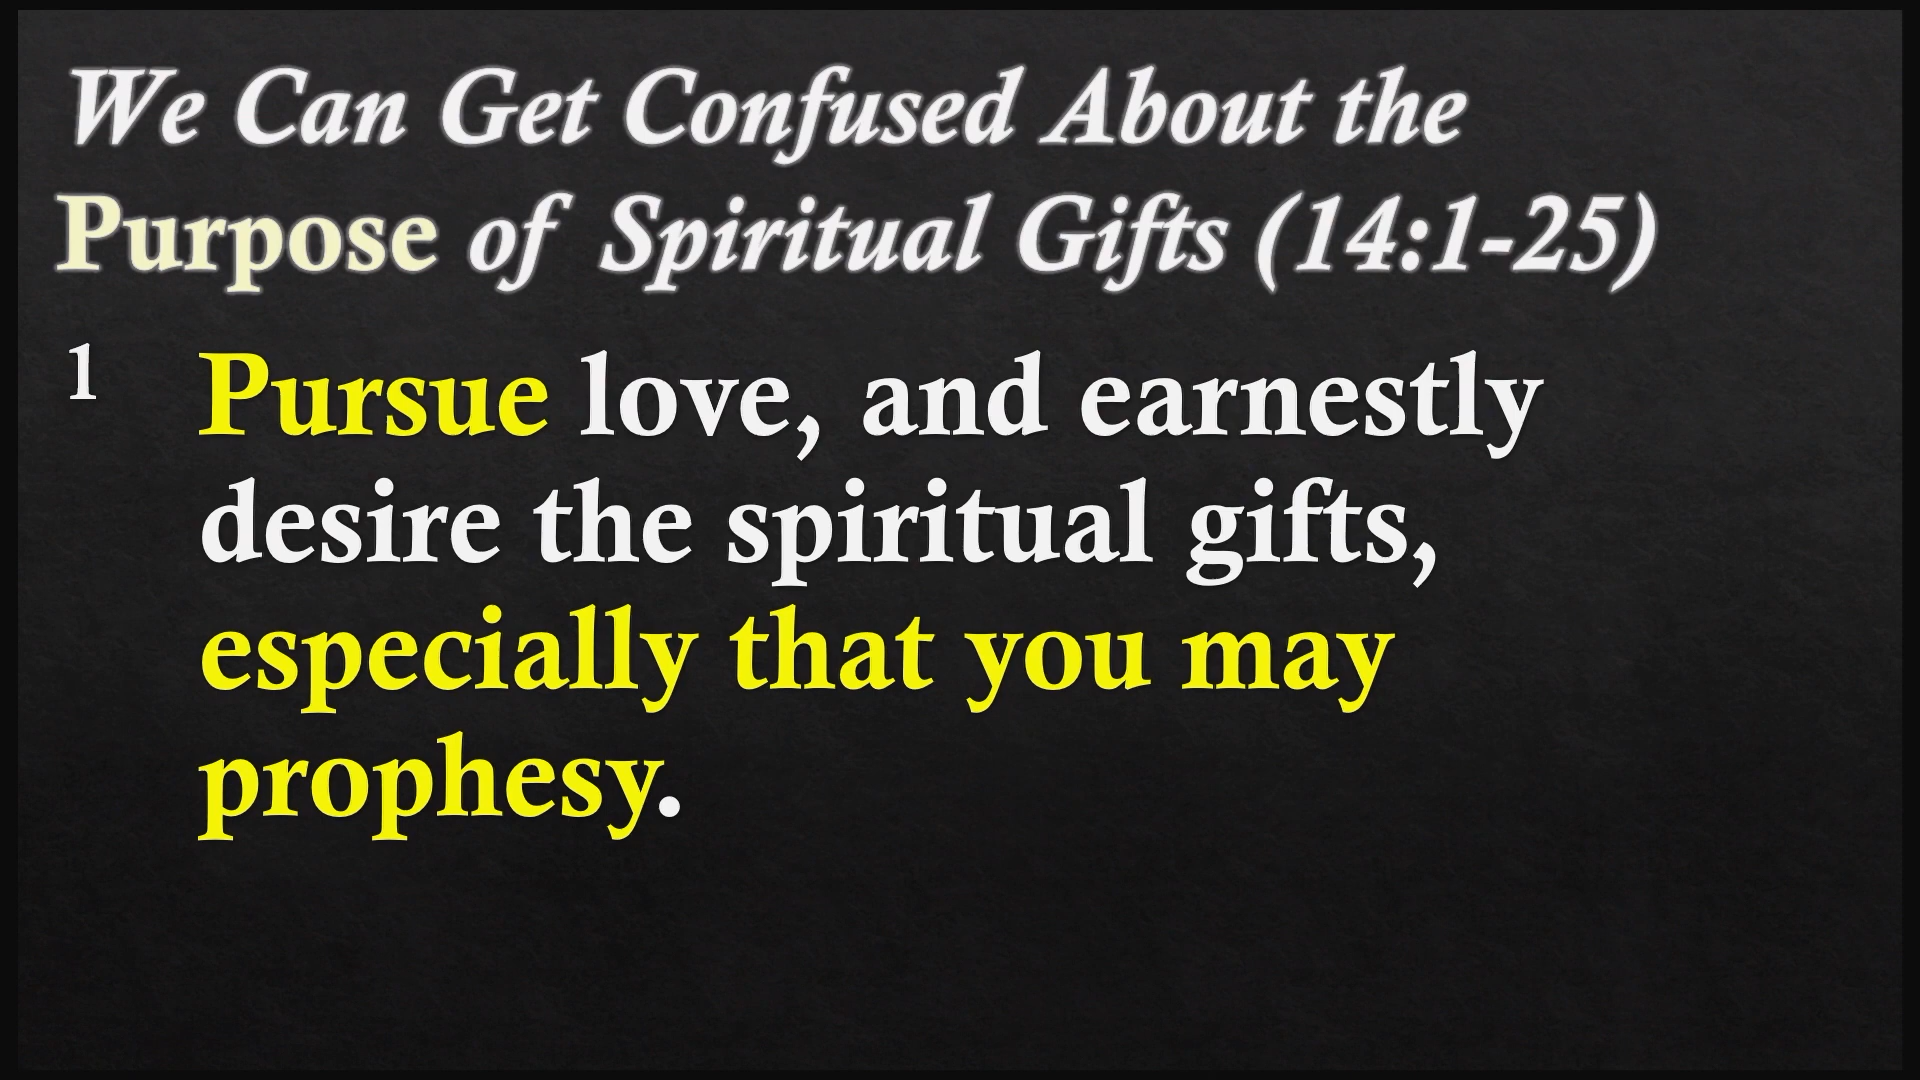 We Can Get Confused About the
Purpose of Spiritual Gifts (14:1-25)
1 Pursue love, and earnestly
desire the spiritual gifts,
especially that you may
prophesy.